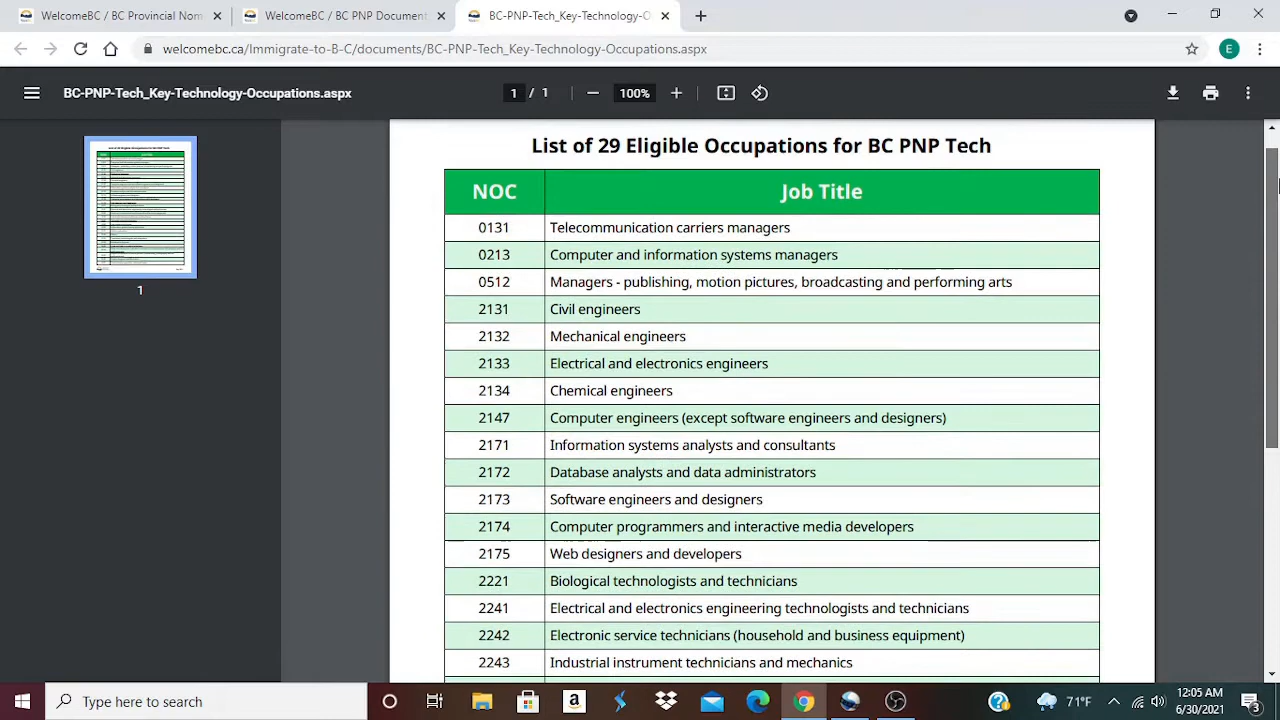 WelcomeBC / BC Provincial Nom
WelcomeBC / BC PNP Document
BC-PNP-Tech_Key-Technology-O
welcomebc.ca/Immigrate-to-B-C/documents/BC-PNP-Tech_Key-Technology-Occupations.aspx
E
BC-PNP-Tech_Key-Technology-Occupations.aspx
1 / 1
100%
1
List of 29 Eligible Occupations for BC PNP Tech
NOC Job Title
0131 Telecommunication carriers managers
0213 Computer and information systems managers
0512 Managers - publishing, motion pictures, broadcasting and performing arts
2131 Civil engineers
2132 Mechanical engineers
2133 Electrical and electronics engineers
2134 Chemical engineers
2147 Computer engineers (except software engineers and designers)
2171 Information systems analysts and consultants
2172 Database analysts and data administrators
2173 Software engineers and designers
2174 Computer programmers and interactive media developers
2175 Web designers and developers
2221 Biological technologists and technicians
2241 Electrical and electronics engineering technologists and technicians
2242 Electronic service technicians (household and business equipment)
2243 Industrial instrument technicians and mechanics
Type here to search
71°F
12:05 AM
6/30/2021
3